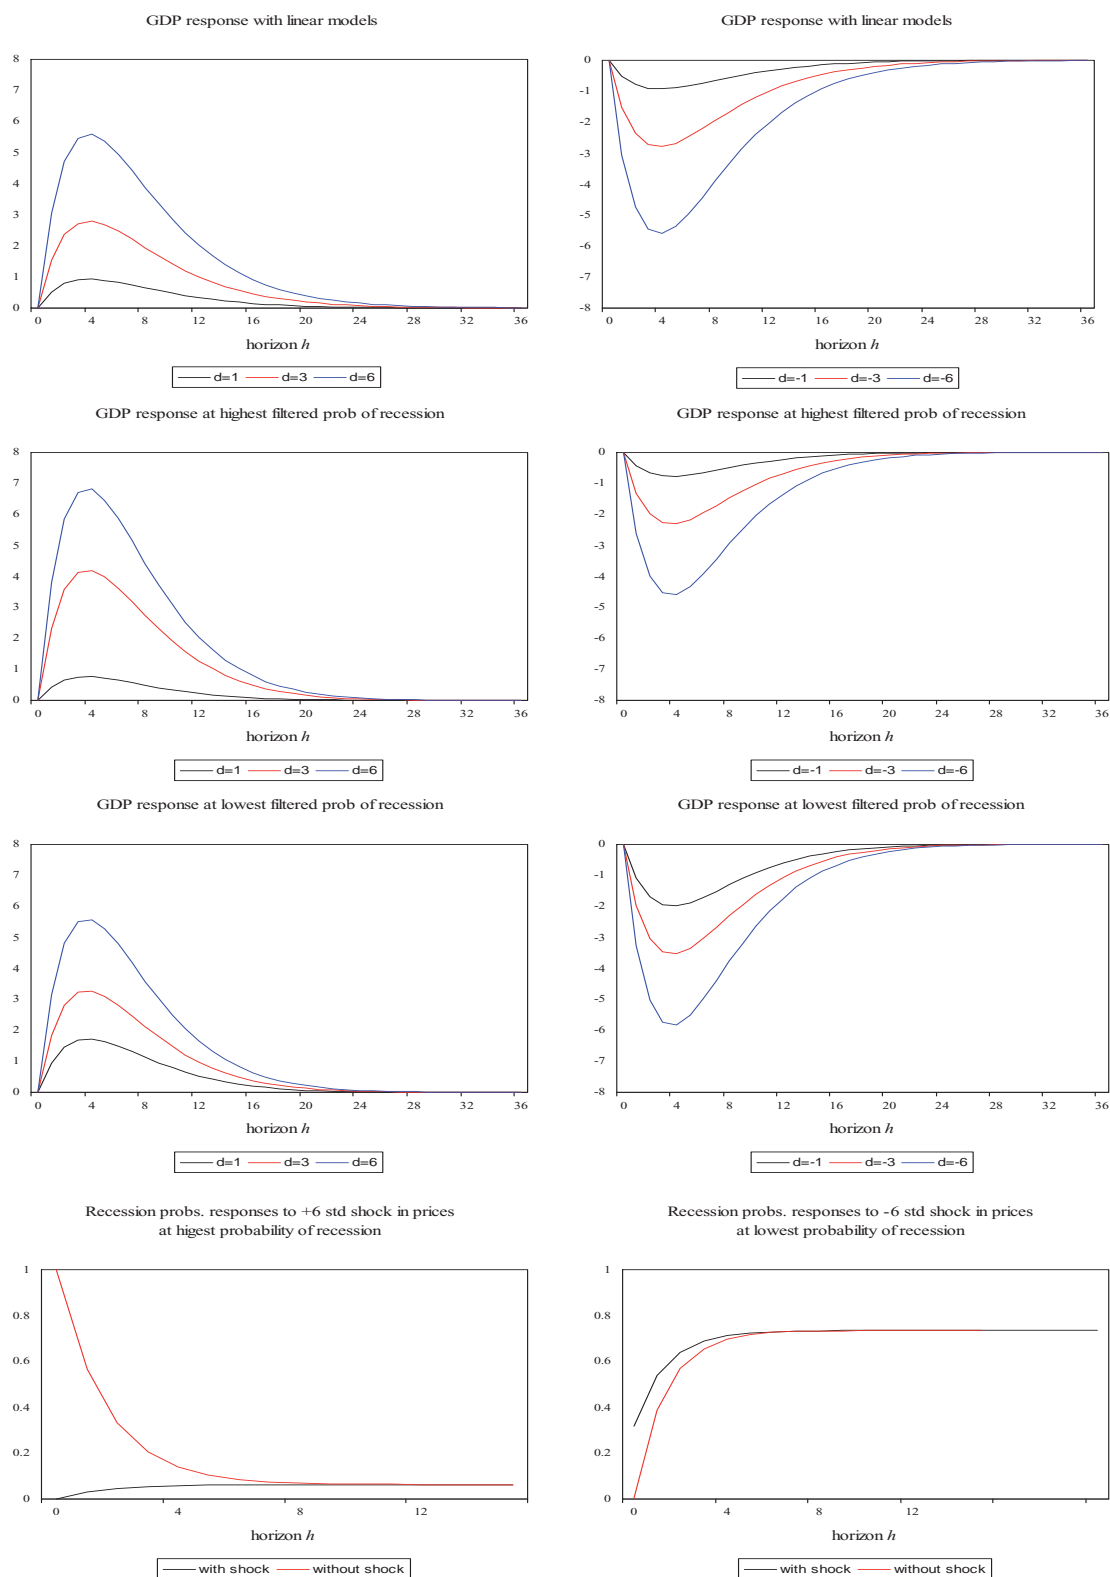 GDP response with linear models
8
7
6
5
4
3
2
1
0
0 4 8 12 16 20 24 28 32 36
horizon h
d=1 d=3 d=6
GDP response with linear models
0
-1
-2
-3
-4
-5
-6
-7
-8
0 4 8 12 16 20 24 28 32 36
horizon h
d=-1 d=-3 d=-6
GDP response at highest filtered prob of recession
8
7
6
5
4
3
2
1
0
0 4 8 12 16 20 24 28 32 36
horizon h
d=1 d=3 d=6
GDP response at highest filtered prob of recession
0
-1
-2
-3
-4
-5
-6
-7
-8
0 4 8 12 16 20 24 28 32 36
horizon h
d=-1 d=-3 d=-6
GDP response at lowest filtered prob of recession
8
7
6
5
4
3
2
1
0
0 4 8 12 16 20 24 28 32 36
horizon h
d=1 d=3 d=6
GDP response at lowest filtered prob of recession
0
-1
-2
-3
-4
-5
-6
-7
-8
0 4 8 12 16 20 24 28 32 36
horizon h
d=-1 d=-3 d=-6
Recession probs. responses to +6 std shock in prices
at higest probability of recession
1
0.8
0.6
0.4
0.2
0
0 4 8 12
horizon h
with shock without shock
Recession probs. responses to -6 std shock in prices
at lowest probability of recession
1
0.8
0.6
0.4
0.2
0
0 4 8 12
horizon h
with shock without shock